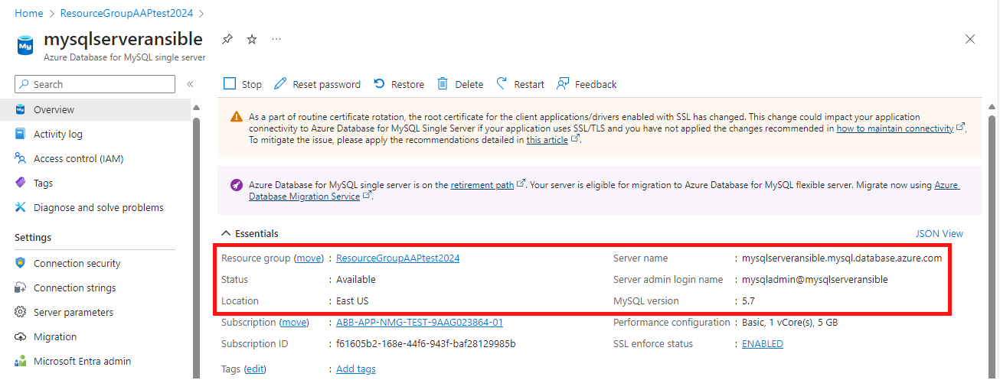 Home > ResourceGroupAAPtest2024 >
mysqlserveransible
Azure Database for MySQL single server
Search
Overview
Activity log
Access control (IAM)
Tags
Diagnose and solve problems
Settings
Connection security
Connection strings
Server parameters
Migration
Microsoft Entra admin
Stop Reset password Restore Delete Restart Feedback
As a part of routine certificate rotation, the root certificate for the client applications/drivers enabled with SSL has changed. This change could impact your application
connectivity to Azure Database for MySQL Single Server if your application uses SSL/TLS and you have not applied the changes recommended in how to maintain connectivity ,
To mitigate the issue, please apply the recommendations detailed in this article .
Azure Database for MySQL single server is on the retirement path . Your server is eligible for migration to Azure Database for MySQL flexible server. Migrate now using Azure
Database Migration Service .
Essentials JSON View
Resource group (move) : ResourceGroupAAPtest2024 Server name : mysqlserveransible.mysql.database.azure.com
Status : Available Server admin login name : mysqladmin@mysqlserveransible
Location : East US MySQL version : 5.7
Subscription (move) : ABB-APP-NMG-TEST-9AAG023864-01 Performance configuration : Basic, 1 vCore(s), 5 GB
Subscription ID : f61605b2-168e-44f6-943f-baf28129985b SSL enforce status : ENABLED
Tags (edit) : Add tags